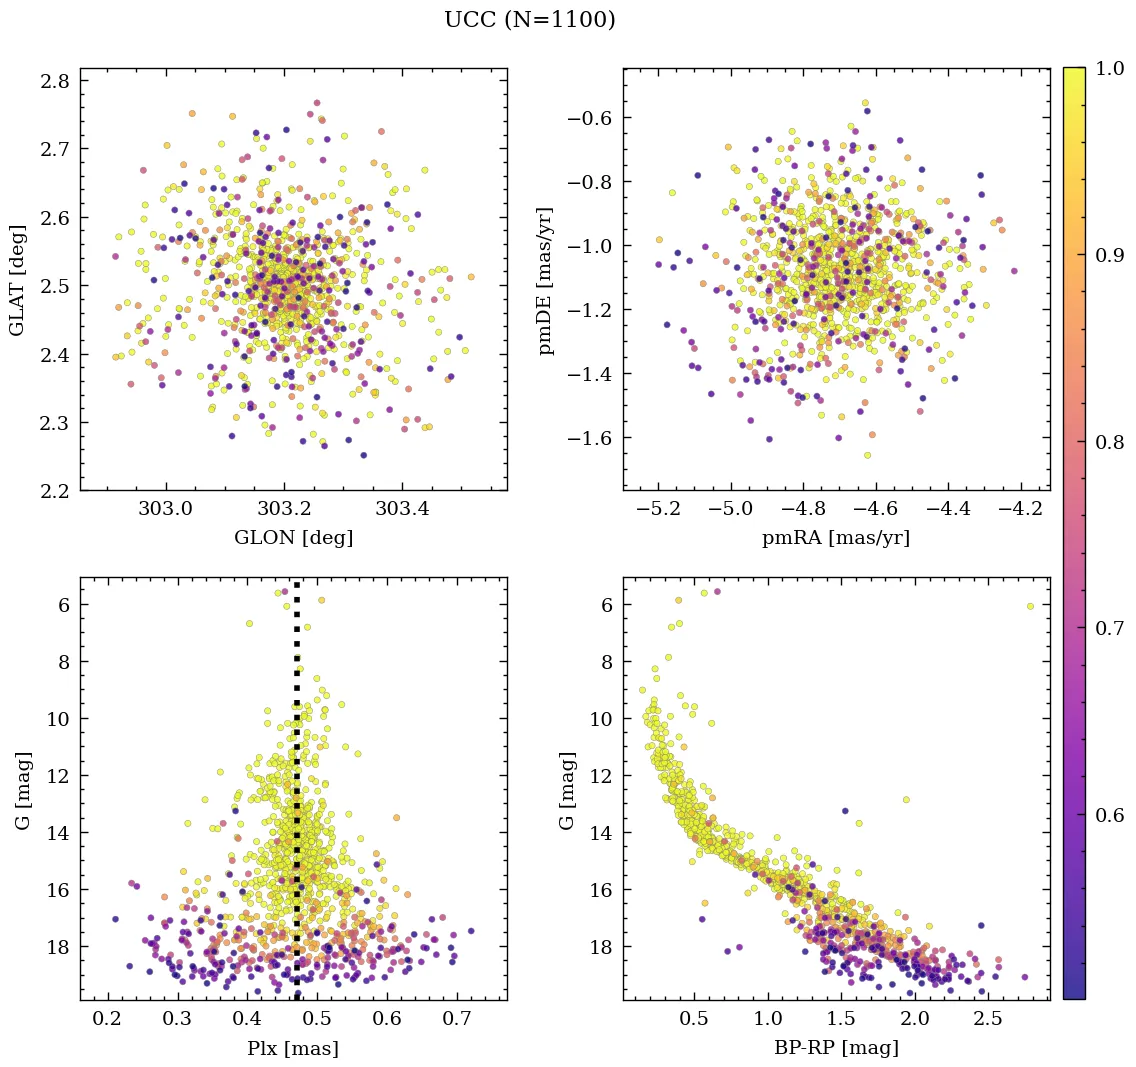 UCC (N=1100)
2.8
2.7
2.6
2.5
2.4
2.3
2.2
GLAT [deg]
303.0 303.2 303.4
GLON [deg]
−0.6
−0.8
−1.0
−1.2
−1.4
−1.6
pmDE [mas/yr]
−5.2 −5.0 −4.8 −4.6 −4.4 −4.2
pmRA [mas/yr]
1.0
0.9
0.8
0.7
0.6
6
8
10
12
14
16
18
G [mag]
0.2 0.3 0.4 0.5 0.6 0.7
Plx [mas]
6
8
10
12
14
16
18
G [mag]
0.5 1.0 1.5 2.0 2.5
BP-RP [mag]